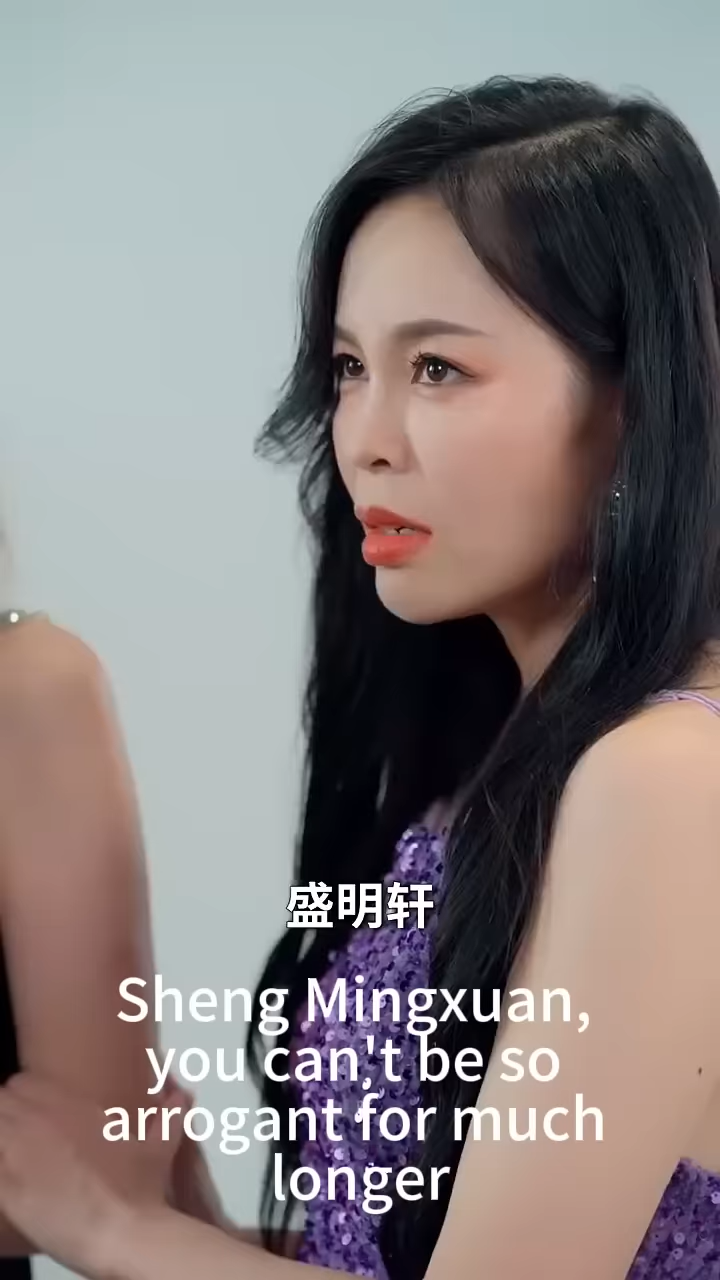 盛明轩
Sheng Mingxuan,
you can't be so
arrogant for much
longer